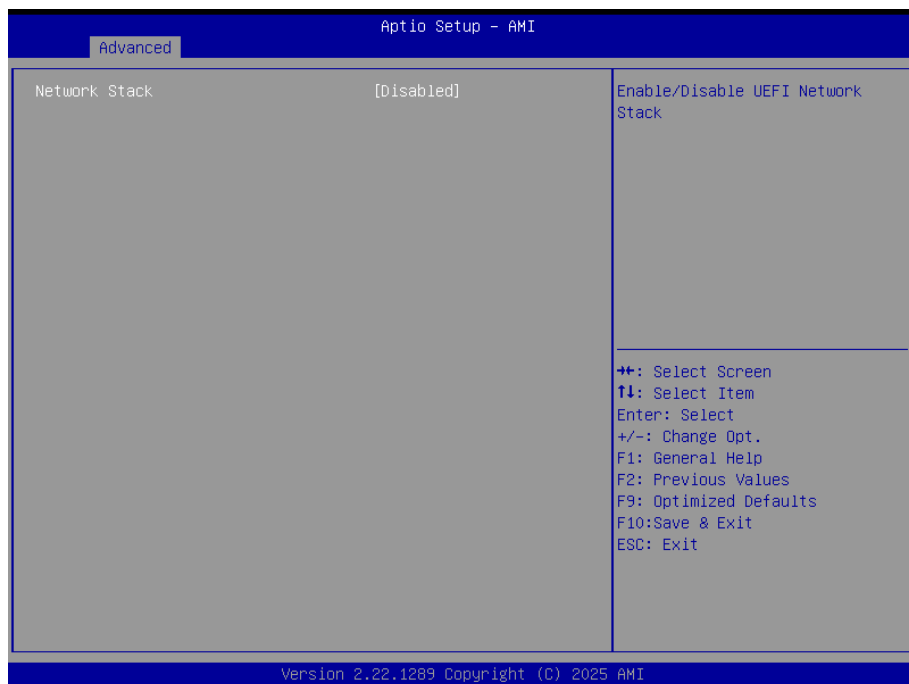 Aptio Setup – AMI
Advanced
Network Stack [Disabled]
Enable/Disable UEFI Network
Stack
→←: Select Screen
↑↓: Select Item
Enter: Select
+/-: Change Opt.
F1: General Help
F2: Previous Values
F9: Optimized Defaults
F10:Save & Exit
ESC: Exit
Version 2.22.1289 Copyright (C) 2025 AMI